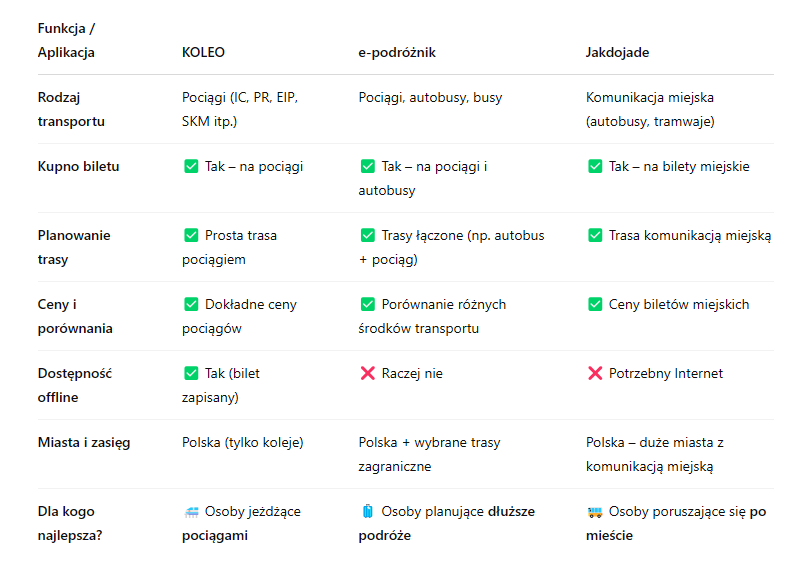 Funkcja /
Aplikacja KOLEO e-podróżnik Jakdojade
Rodzaj Pociągi (IC, PR, EIP, Pociągi, autobusy, busy Komunikacja miejska
transportu SKM itp.) (autobusy, tramwaje)
Kupno biletu ✅ Tak – na pociągi ✅ Tak – na pociągi i ✅ Tak – na bilety miejskie
autobusy
Planowanie ✅ Prosta trasa ✅ Trasy łączone (np. autobus ✅ Trasa komunikacją miejską
trasy pociągiem + pociąg)
Ceny i ✅ Dokładne ceny ✅ Porównanie różnych ✅ Ceny biletów miejskich
porównania pociągów środków transportu
Dostępność ✅ Tak (bilet ❌ Raczej nie ❌ Potrzebny Internet
offline zapisany)
Miasta i zasięg Polska (tylko koleje) Polska + wybrane trasy Polska – duże miasta z
zagraniczne komunikacją miejską
Dla kogo 🚈 Osoby jeżdżące 🧳 Osoby planujące dłuższe 🚌 Osoby poruszające się po
najlepsza? pociągami podróże mieście